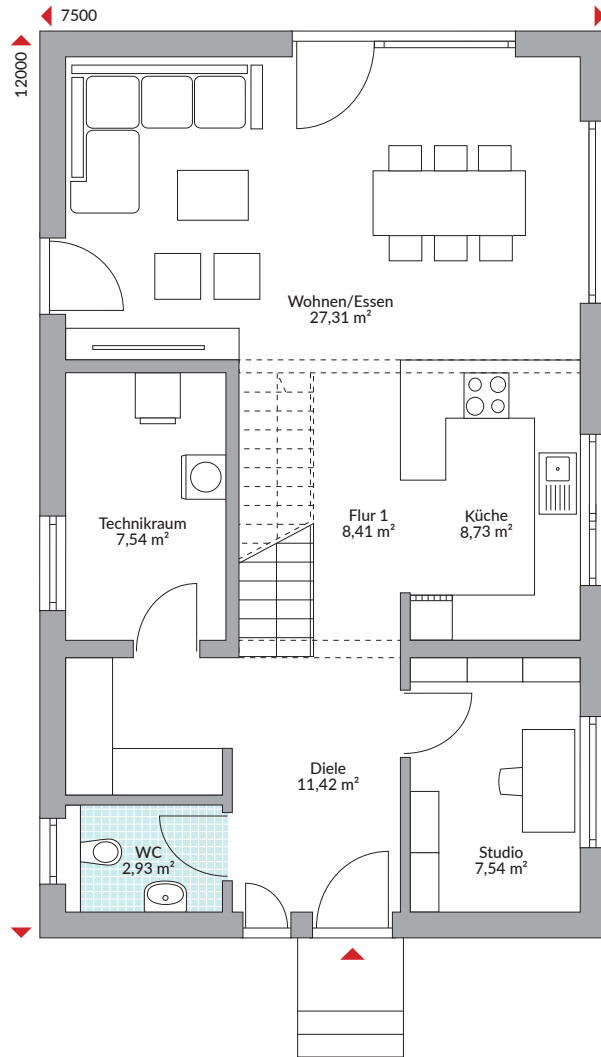 7500
12000
Wohnen/Essen
27,31 m²
Technikraum
7,54 m²
Flur 1
8,41 m²
Küche
8,73 m²
Diele
11,42 m²
WC
2,93 m²
Studio
7,54 m²